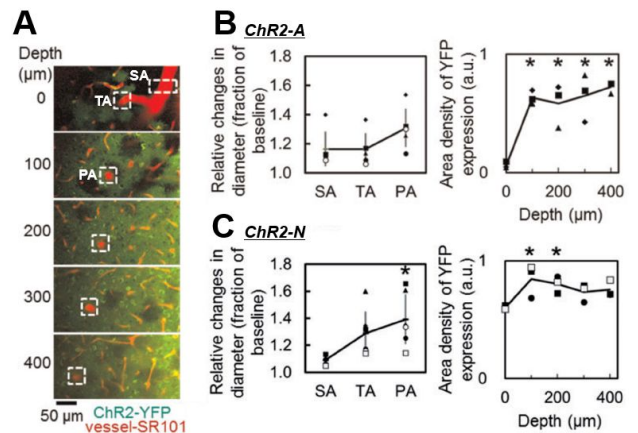 A
Depth
(µm)
0
SA
TA
100
PA
200
300
400
50 µm
ChR2-YFP
vessel-SR101
B
ChR2-A
Relative changes in
diameter (fraction of
baseline)
1.8
1.6
1.4
1.2
1.0
SA TA PA
Area density of YFP
expression (a.u.)
1
0
* * * *
0 200 400
Depth (µm)
C
ChR2-N
Relative changes in
diameter (fraction of
baseline)
1.8
1.6
1.4
1.2
1.0
*
SA TA PA
Area density of YFP
expression (a.u.)
1
0
* *
0 200 400
Depth (µm)